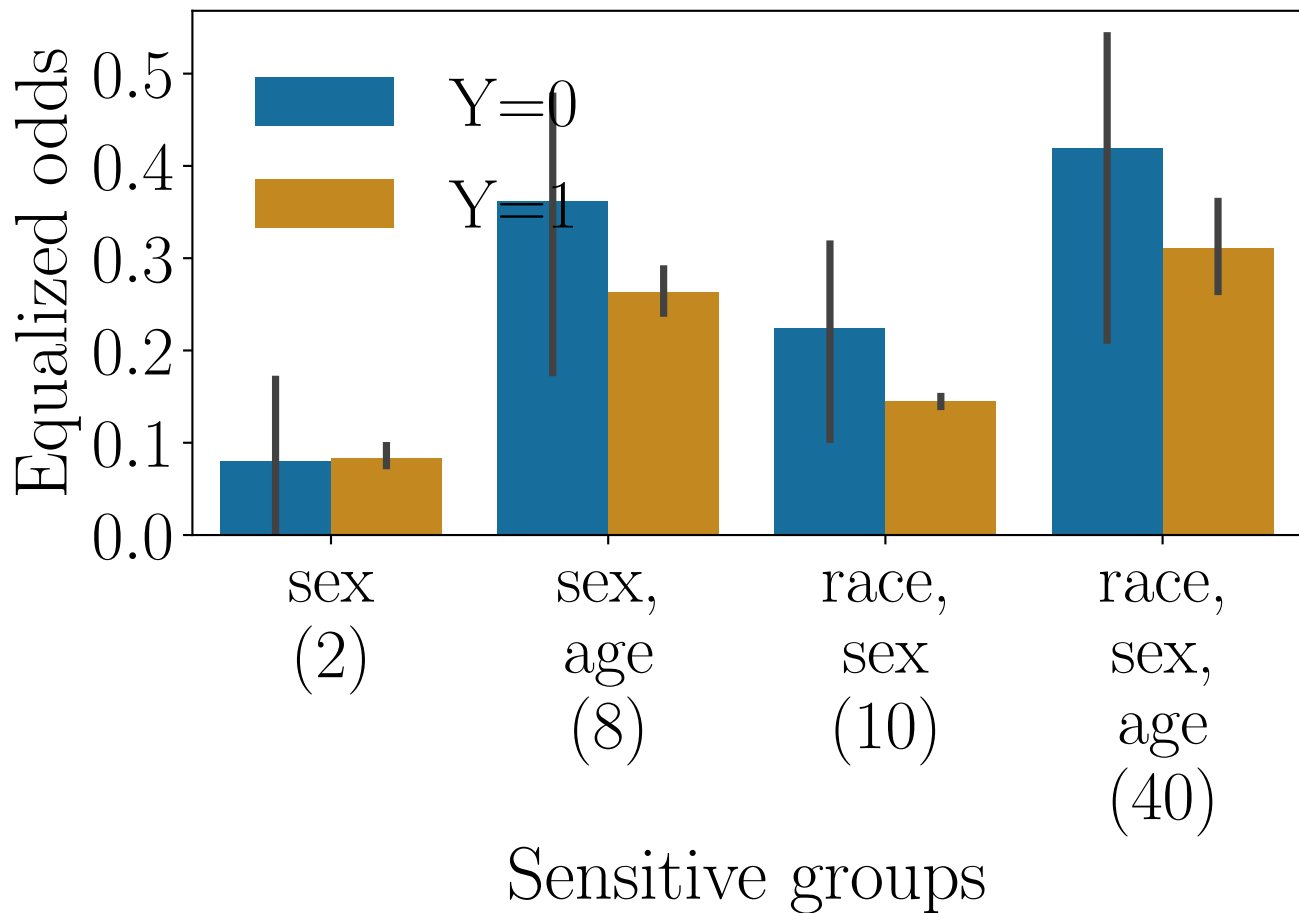 Equalized odds
0.5
0.4
0.3
0.2
0.1
0.0
Y=0
Y=1
sex
(2)
sex,
age
(8)
race,
sex
(10)
race,
sex,
age
(40)
Sensitive groups